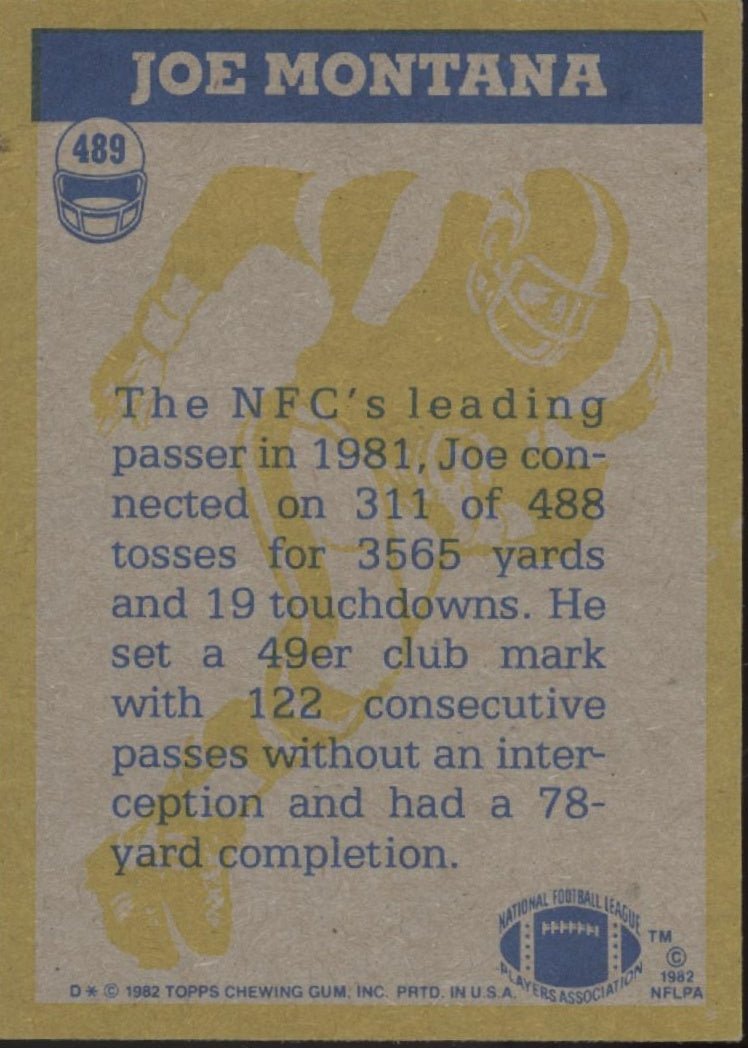 JOE MONTANA
489
The NFC's leading
passer in 1981, Joe con-
nected on 311 of 488
tosses for 3565 yards
and 19 touchdowns. He
set a 49er club mark
with 122 consecutive
passes without an inter-
ception and had a 78-
yard completion.
NATIONAL FOOTBALL LEAGUE
PLAYERS ASSOCIATION
TM
©
1982
NFLPA
D * © 1982 TOPPS CHEWING GUM, INC. PRTD. IN U.S.A.